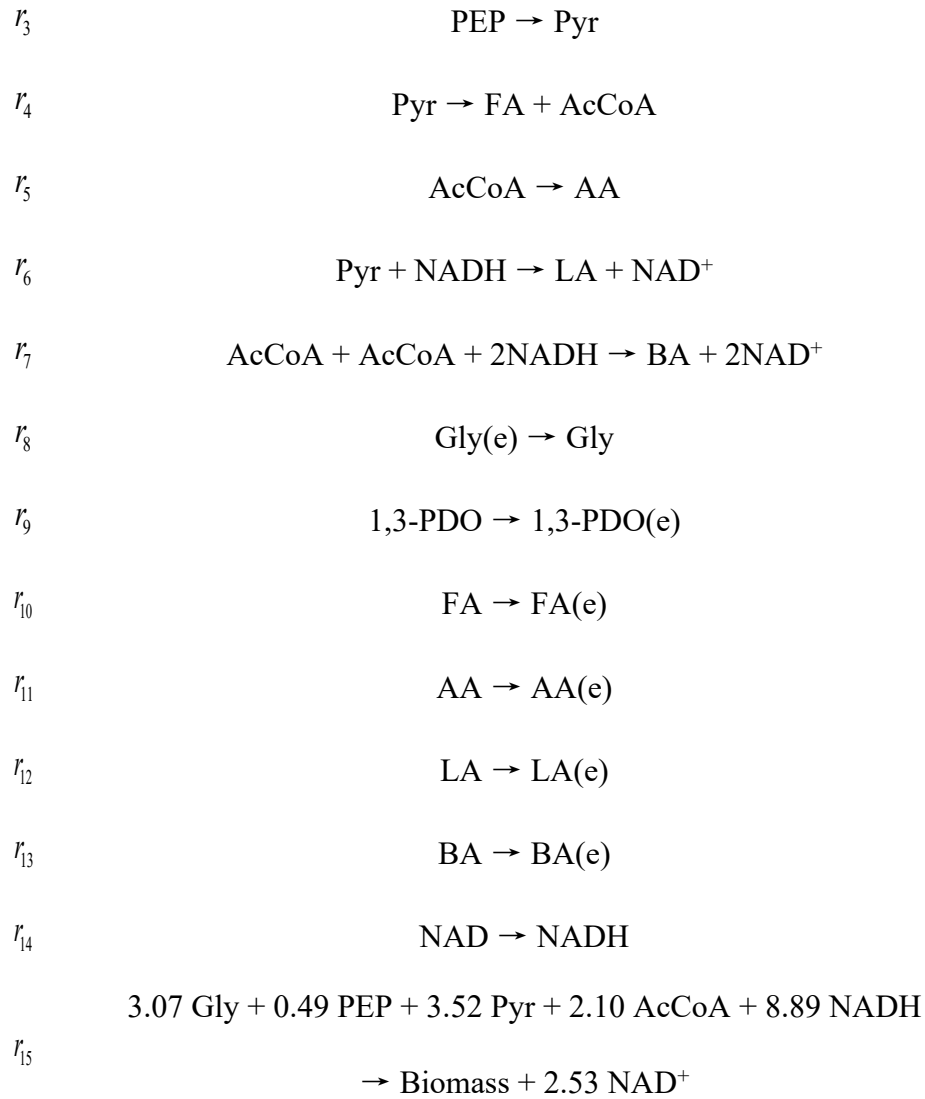 r3 PEP → Pyr
r4 Pyr → FA + AcCoA
r5 AcCoA → AA
r6 Pyr + NADH → LA + NAD⁺
r7 AcCoA + AcCoA + 2NADH → BA + 2NAD⁺
r8 Gly(e) → Gly
r9 1,3-PDO → 1,3-PDO(e)
r10 FA → FA(e)
r11 AA → AA(e)
r12 LA → LA(e)
r13 BA → BA(e)
r14 NAD → NADH
3.07 Gly + 0.49 PEP + 3.52 Pyr + 2.10 AcCoA + 8.89 NADH
r15
→ Biomass + 2.53 NAD⁺